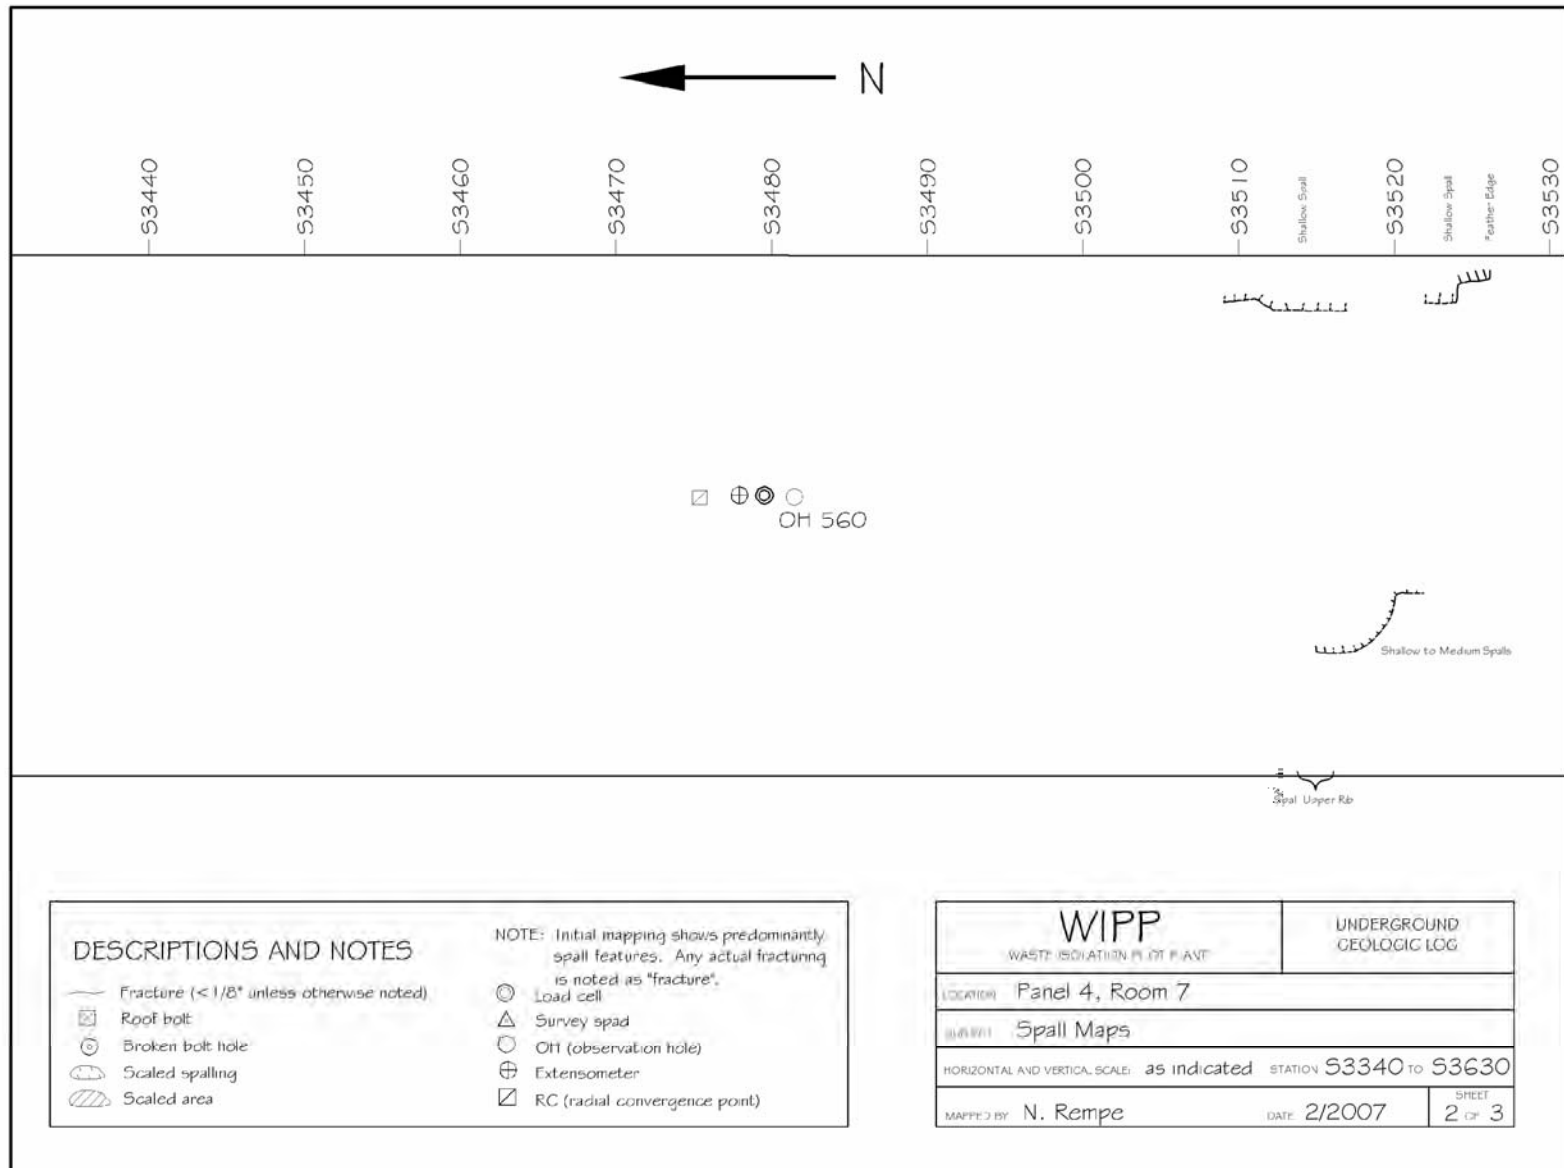 N
S3440
S3450
S3460
S3470
S3480
S3490
S3500
S3510
Shallow Spall
S3520
Shallow Spall
Feather Edge
S3530
OH 560
Shallow to Medium Spalls
Spal Upper Rib
DESCRIPTIONS AND NOTES
Fracture (< 1/8" unless otherwise noted)
Roof bolt
Broken bolt hole
Scaled spalling
Scaled area
NOTE: Initial mapping shows predominantly
spall features. Any actual fracturing
is noted as "fracture".
Load cell
Survey spad
OH (observation hole)
Extensometer
RC (radial convergence point)
WIPP
WASTE ISOLATION PILOT PLANT
UNDERGROUND
GEOLOGIC LOG
LOCATION Panel 4, Room 7
Spall Maps
HORIZONTAL AND VERTICAL SCALE: as indicated STATION S3340 TO S3630
MAPPED BY N. Rempe DATE 2/2007
SHEET
2 OF 3